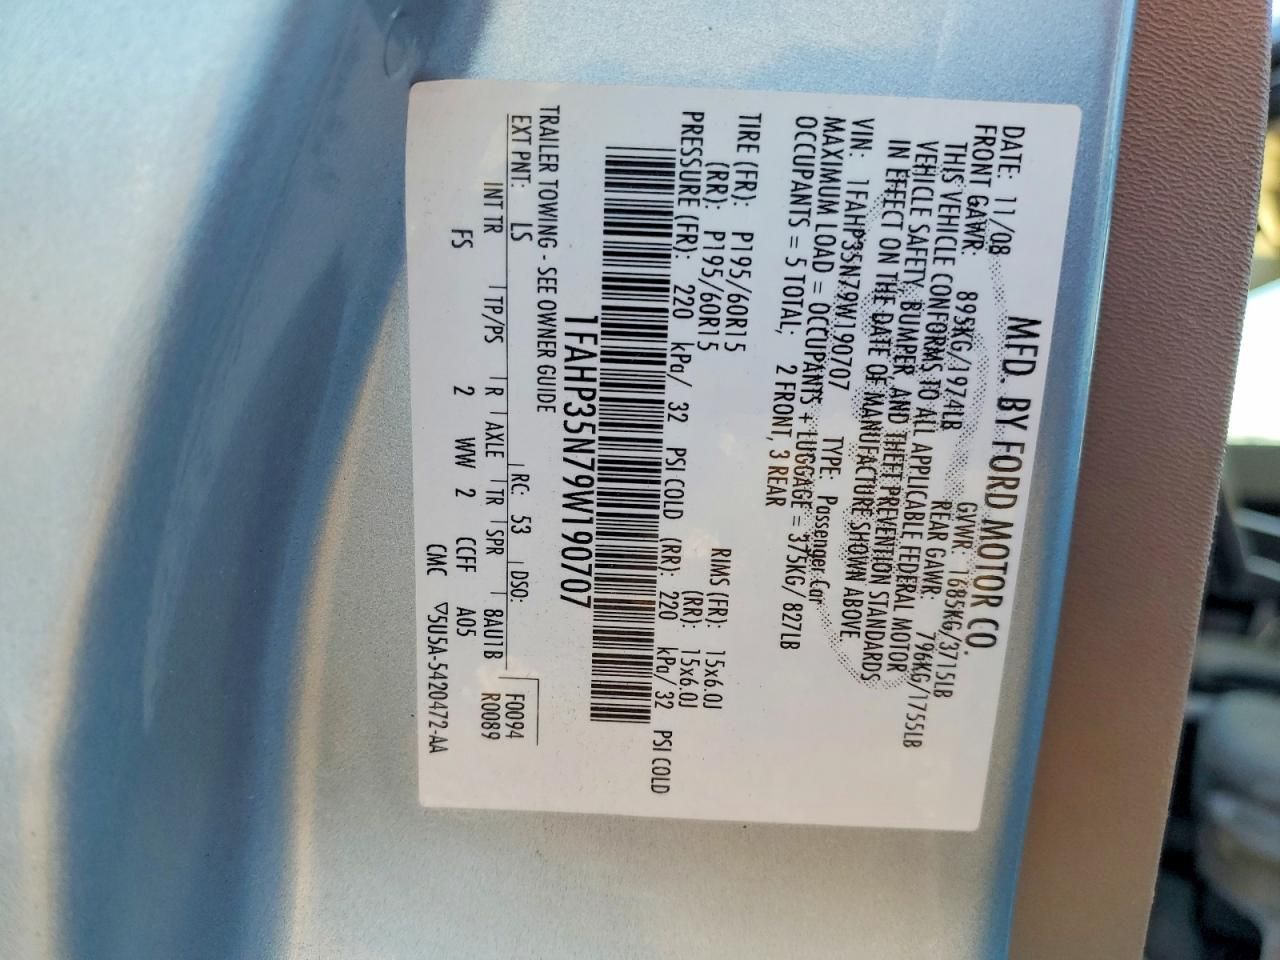 MFD. BY FORD MOTOR CO.
DATE: 11/08 GVWR: 1685KG/3715LB
FRONT GAWR: 895KG/1974LB REAR GAWR: 796KG/1755LB
THIS VEHICLE CONFORMS TO ALL APPLICABLE FEDERAL MOTOR
VEHICLE SAFETY, BUMPER, AND THEFT PREVENTION STANDARDS
IN EFFECT ON THE DATE OF MANUFACTURE SHOWN ABOVE.
VIN: 1FAHP35N79W190707 TYPE: Passenger Car
MAXIMUM LOAD = OCCUPANTS + LUGGAGE = 375KG/ 827LB
OCCUPANTS = 5 TOTAL; 2 FRONT, 3 REAR
TIRE (FR): P195/60R15 RIMS (FR): 15x6.0J
(RR): P195/60R15 (RR): 15x6.0J
PRESSURE (FR): 220 kPa/ 32 PSI COLD (RR): 220 kPa/ 32 PSI COLD
1FAHP35N79W190707
TRAILER TOWING - SEE OWNER GUIDE
F0094
EXT PNT: LS RC: 53 DSO: R0089
INT TR TP/PS R AXLE TR SPR BAU1B
FS 2 2 WW 2 CCFF A05
CMC ▽5U5A-5420472-AA